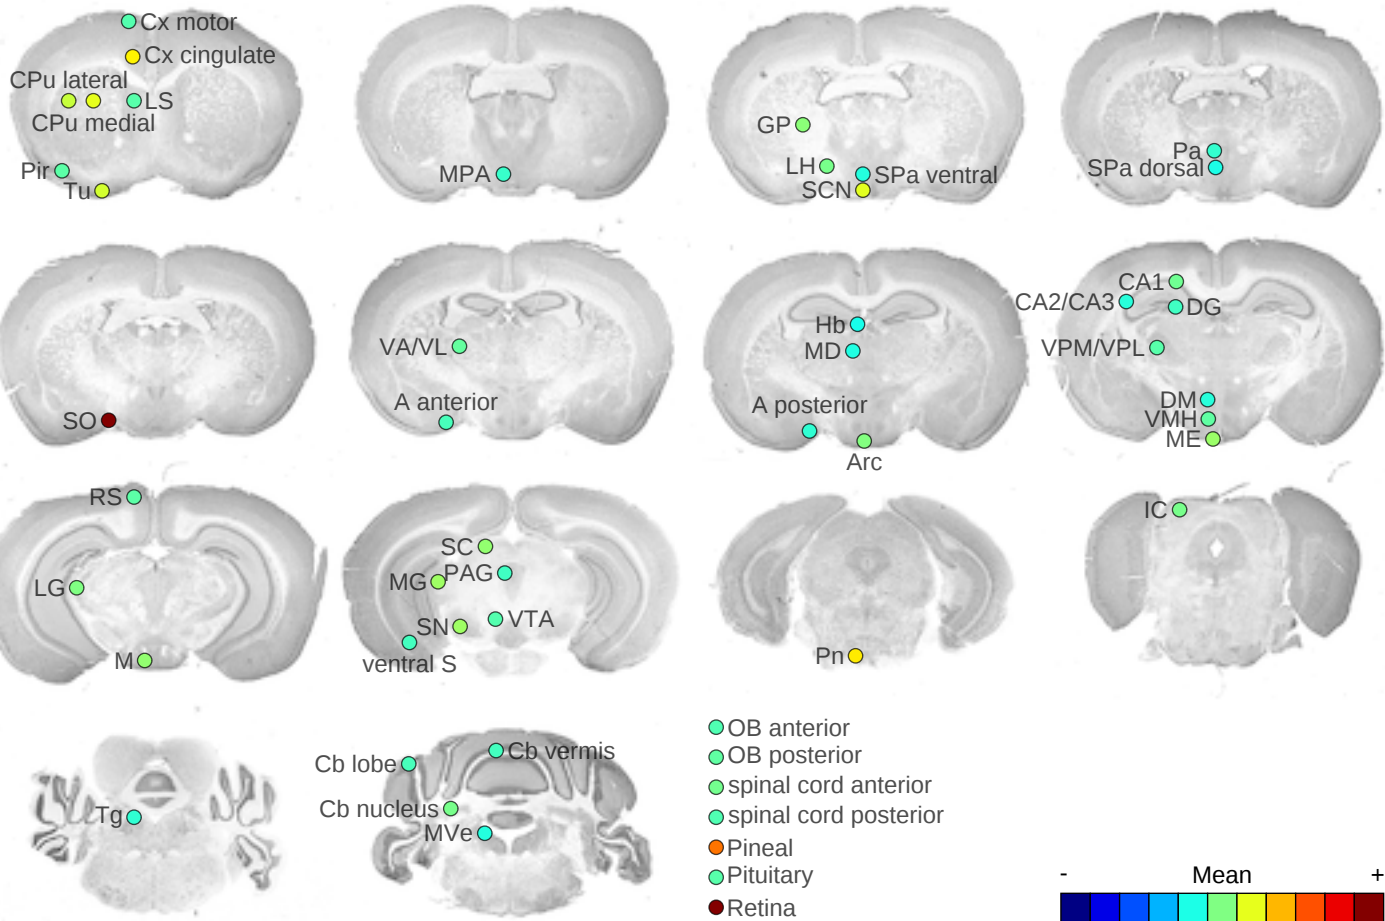 Cx motor
Cx cingulate
CPu lateral
LS
CPu medial
Pir
Tu
MPA
GP
LH
SPa ventral
SCN
Pa
SPa dorsal
SO
VA/VL
A anterior
Hb
MD
A posterior
Arc
CA1
CA2/CA3
DG
VPM/VPL
DM
VMH
ME
RS
LG
M
SC
MG
PAG
SN
VTA
ventral S
Pn
IC
Tg
Cb lobe
Cb vermis
Cb nucleus
MVe
OB anterior
OB posterior
spinal cord anterior
spinal cord posterior
Pineal
Pituitary
Retina
- Mean +